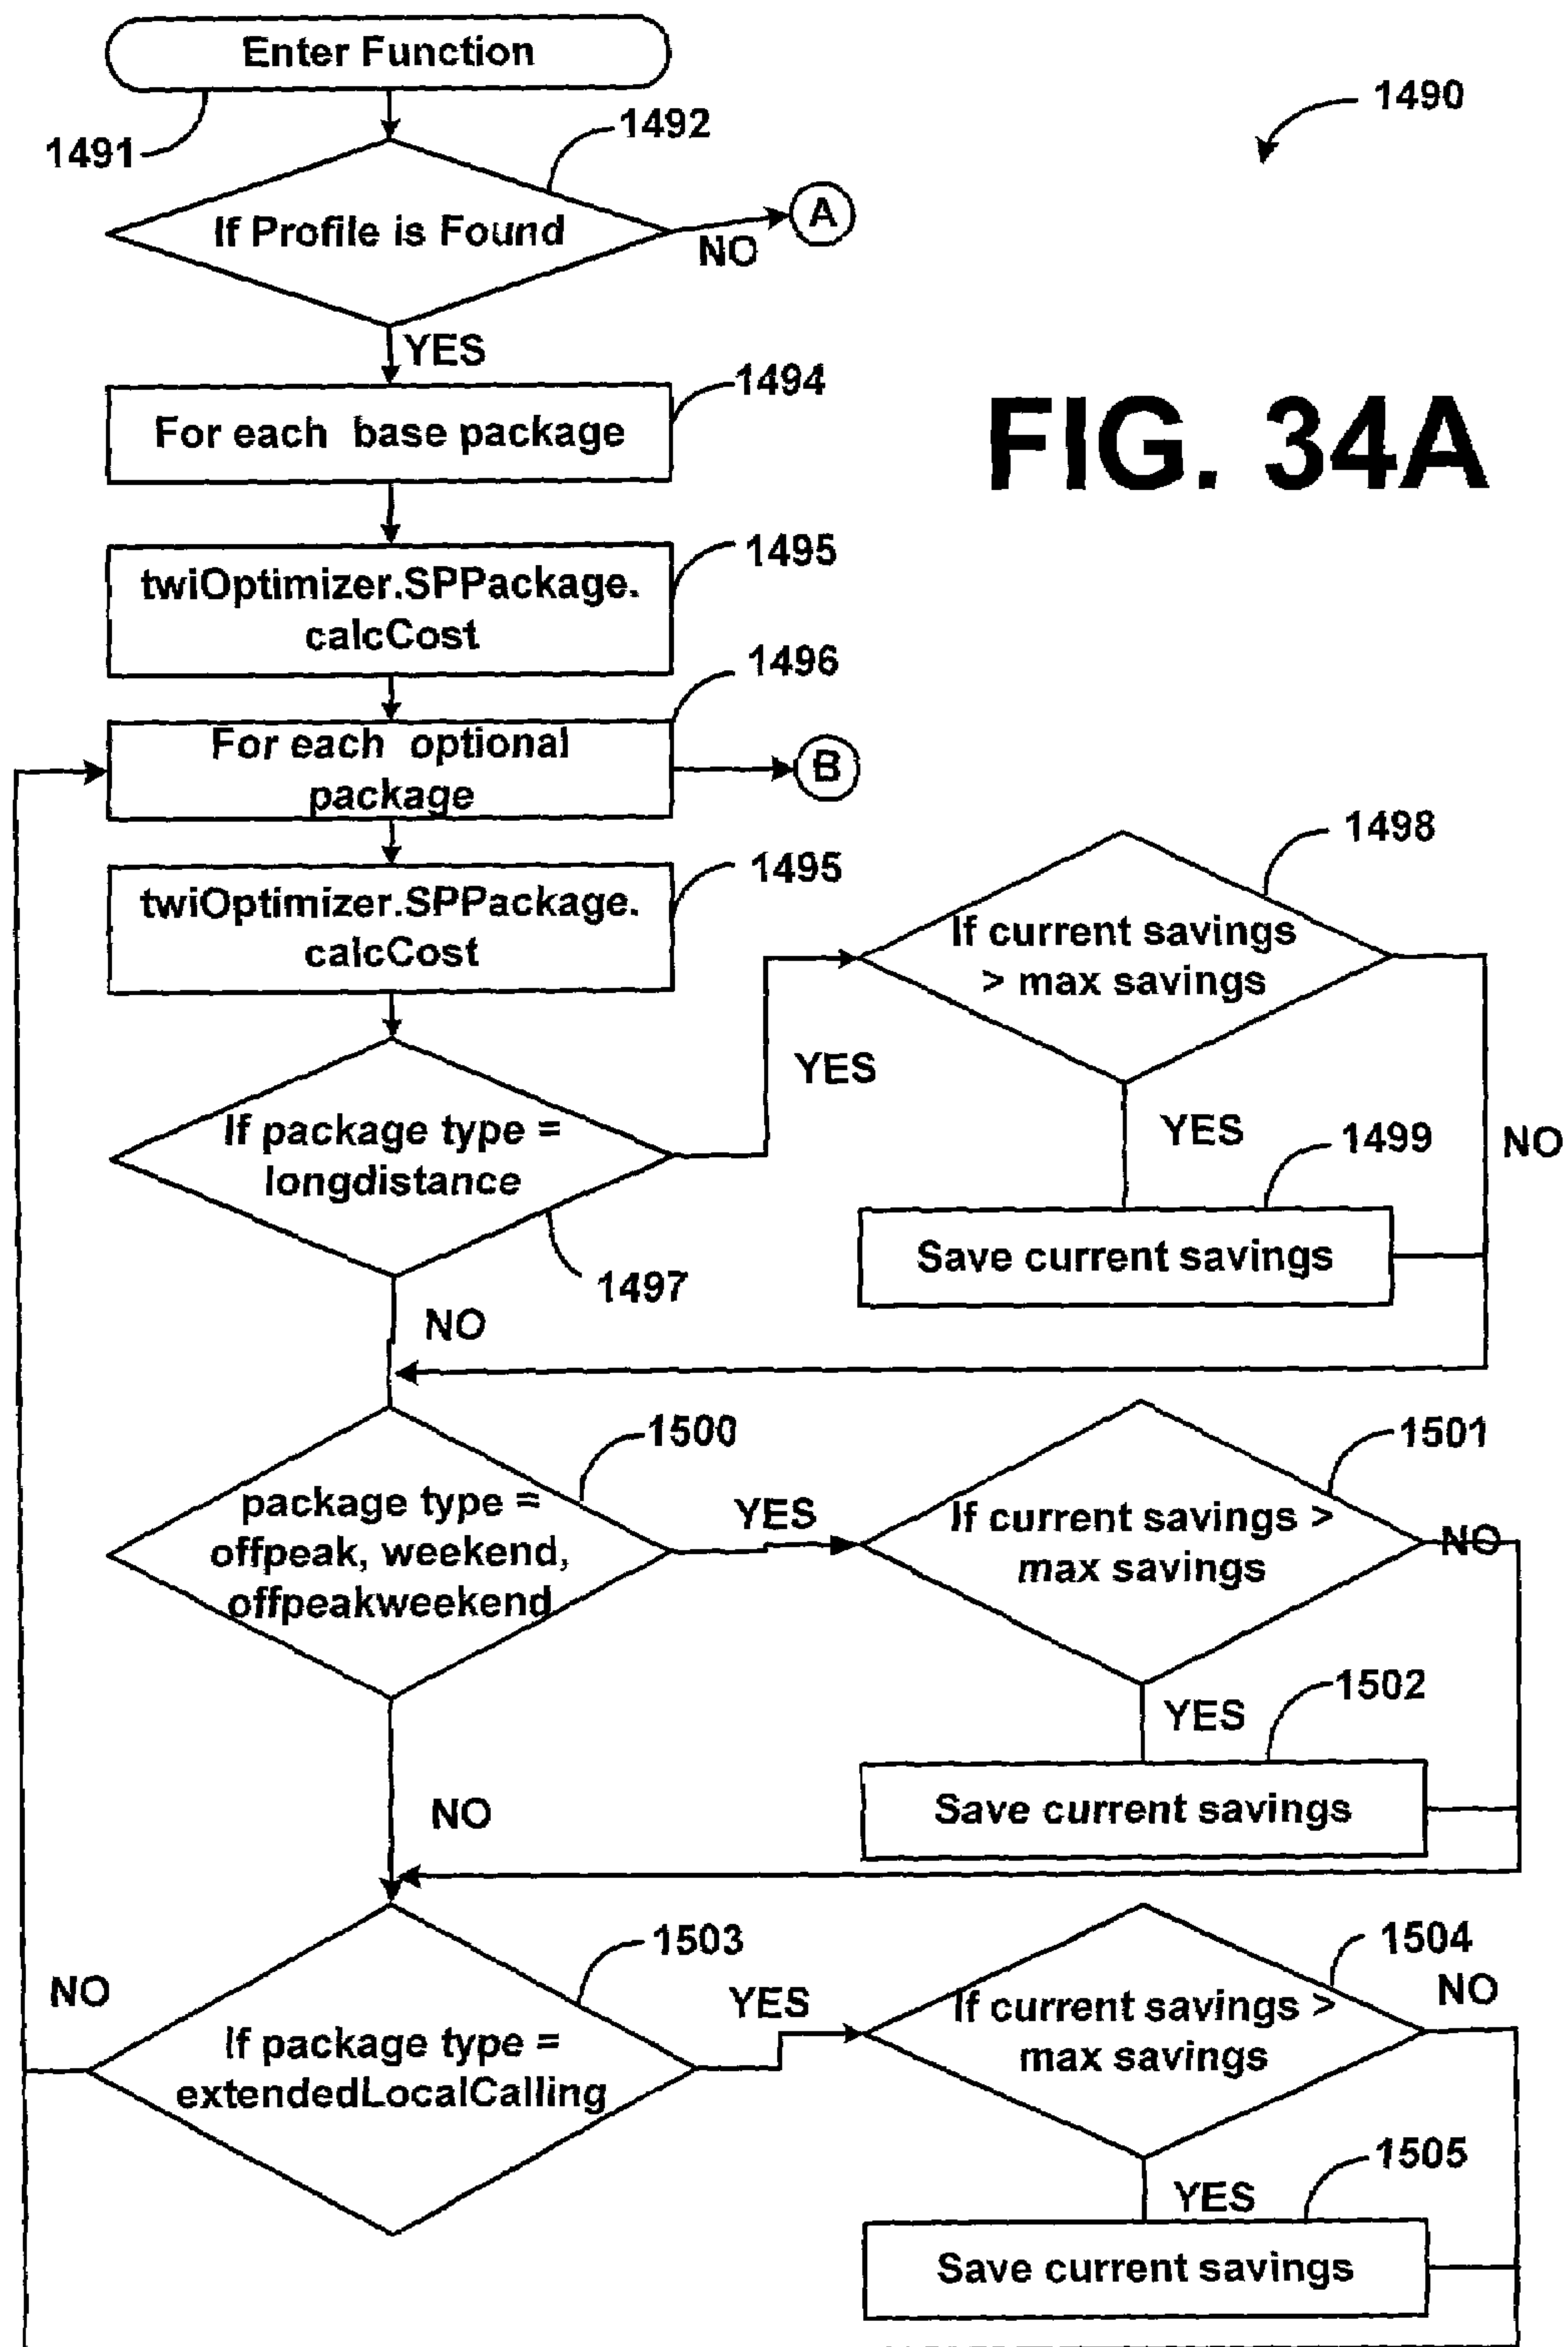 Enter Function
1490
1491
1492
If Profile is Found
A
NO
YES
1494
For each base package
FIG. 34A
1495
twiOptimizer.SPPackage.
calcCost
1496
For each optional
package
B
1495
twiOptimizer.SPPackage.
calcCost
1498
If current savings
> max savings
YES
If package type =
longdistance
YES
1499
NO
Save current savings
1497
NO
1500
1501
package type =
offpeak, weekend,
offpeakweekend
YES
If current savings >
max savings
NO
YES
1502
Save current savings
NO
1503
1504
NO
YES
NO
If current savings >
max savings
If package type =
extendedLocalCalling
1505
YES
Save current savings